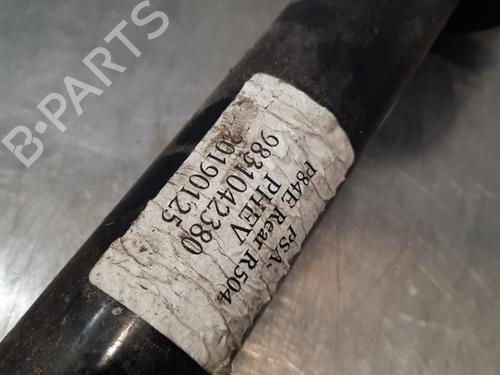 B-PARTS
PSA-
P84E Rear R504
PHEV
9831042380
20190125